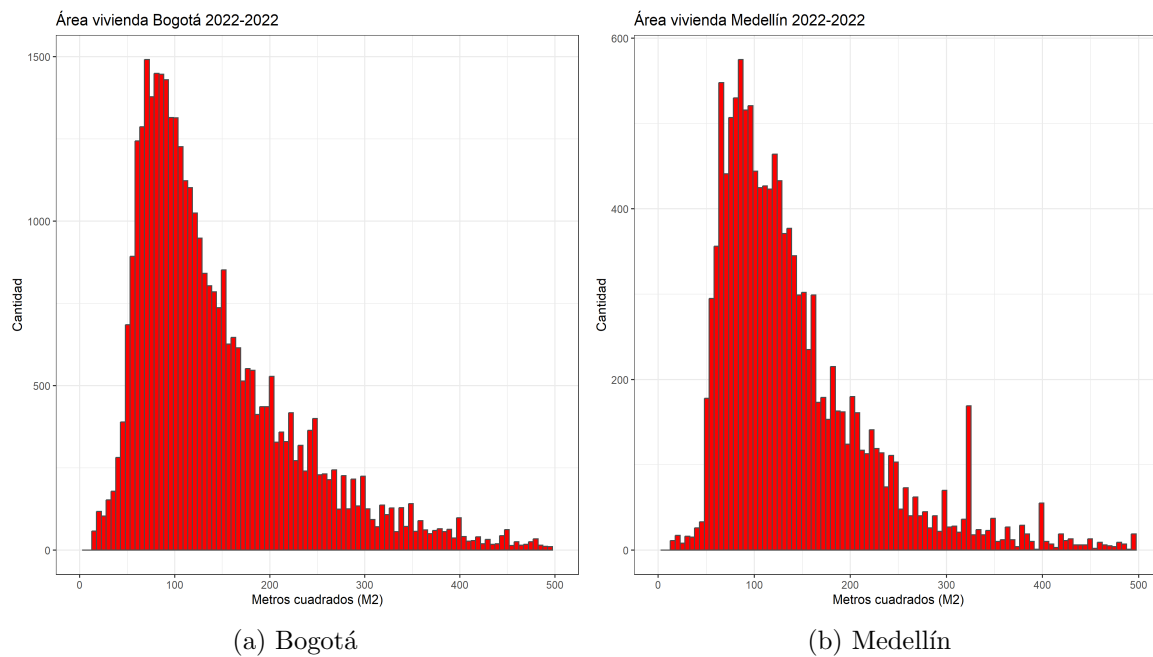 Área vivienda Bogotá 2022-2022
1500
1000
500
0
Cantidad
0 100 200 300 400 500
Metros cuadrados (M2)
(a) Bogotá
Área vivienda Medellín 2022-2022
600
400
200
0
Cantidad
0 100 200 300 400 500
Metros cuadrados (M2)
(b) Medellín